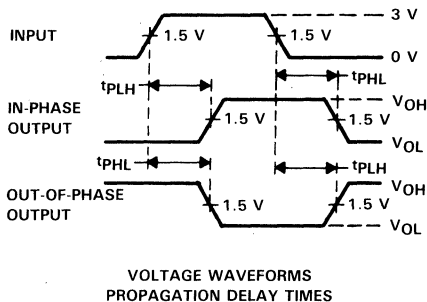 3 V
INPUT
1.5 V
1.5 V
0 V
tPLH
tPHL
IN-PHASE
OUTPUT
VOH
1.5 V
1.5 V
VOL
tPHL
tPLH
OUT-OF-PHASE
OUTPUT
VOH
1.5 V
1.5 V
VOL
VOLTAGE WAVEFORMS
PROPAGATION DELAY TIMES